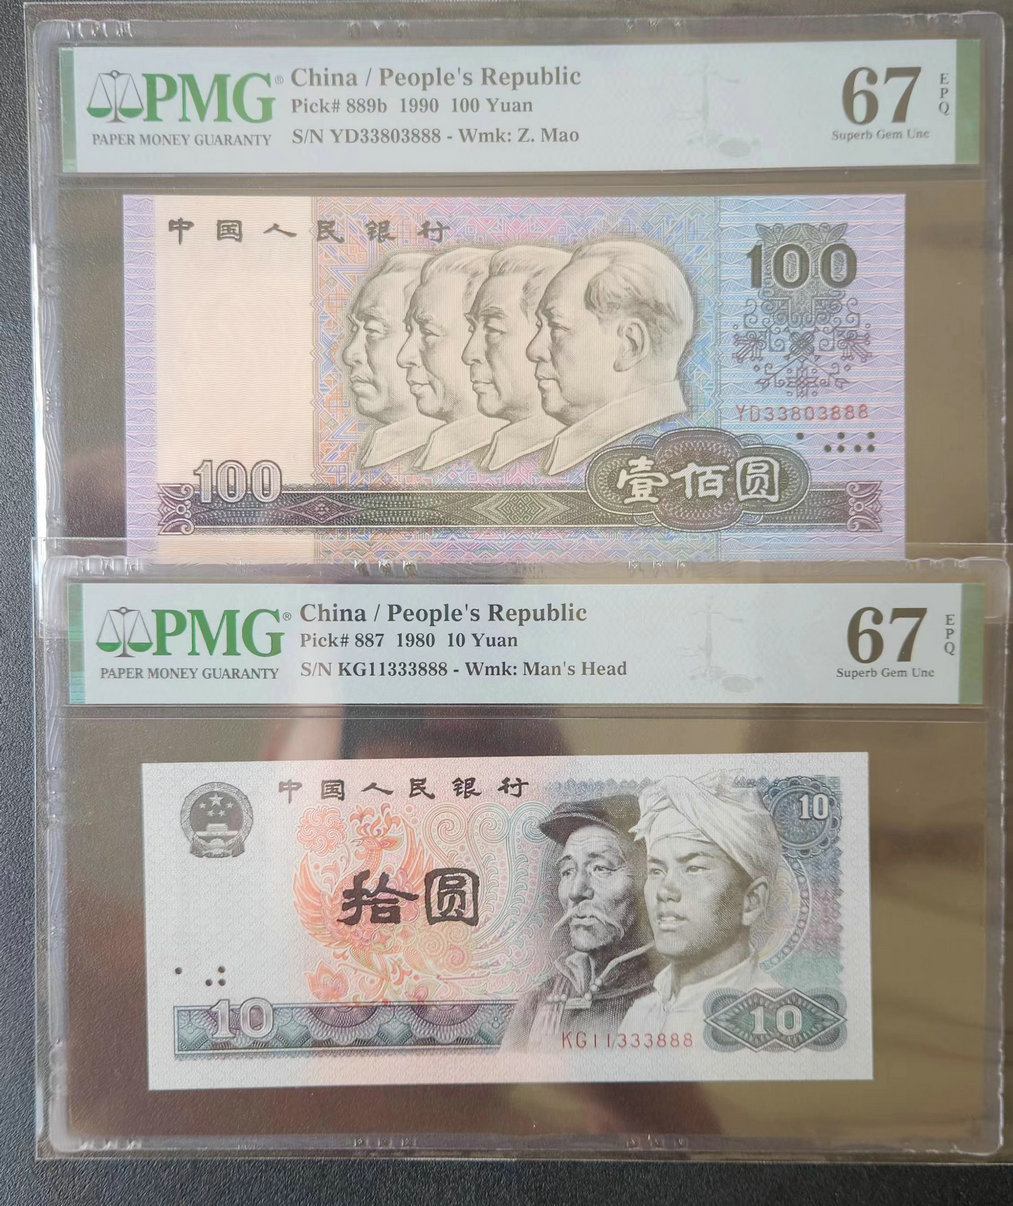 PMG®
PAPER MONEY GUARANTY
China / People's Republic
Pick# 889b 1990 100 Yuan
S/N YD33803888 - Wmk: Z. Mao
67
EPQ
Superb Gem Unc
中国人民银行
100
YD33803888
100
壹佰圆
PMG®
PAPER MONEY GUARANTY
China / People's Republic
Pick# 887 1980 10 Yuan
S/N KG11333888 - Wmk: Man's Head
67
EPQ
Superb Gem Unc
中国人民银行
10
拾圆
10
KG11333888
10